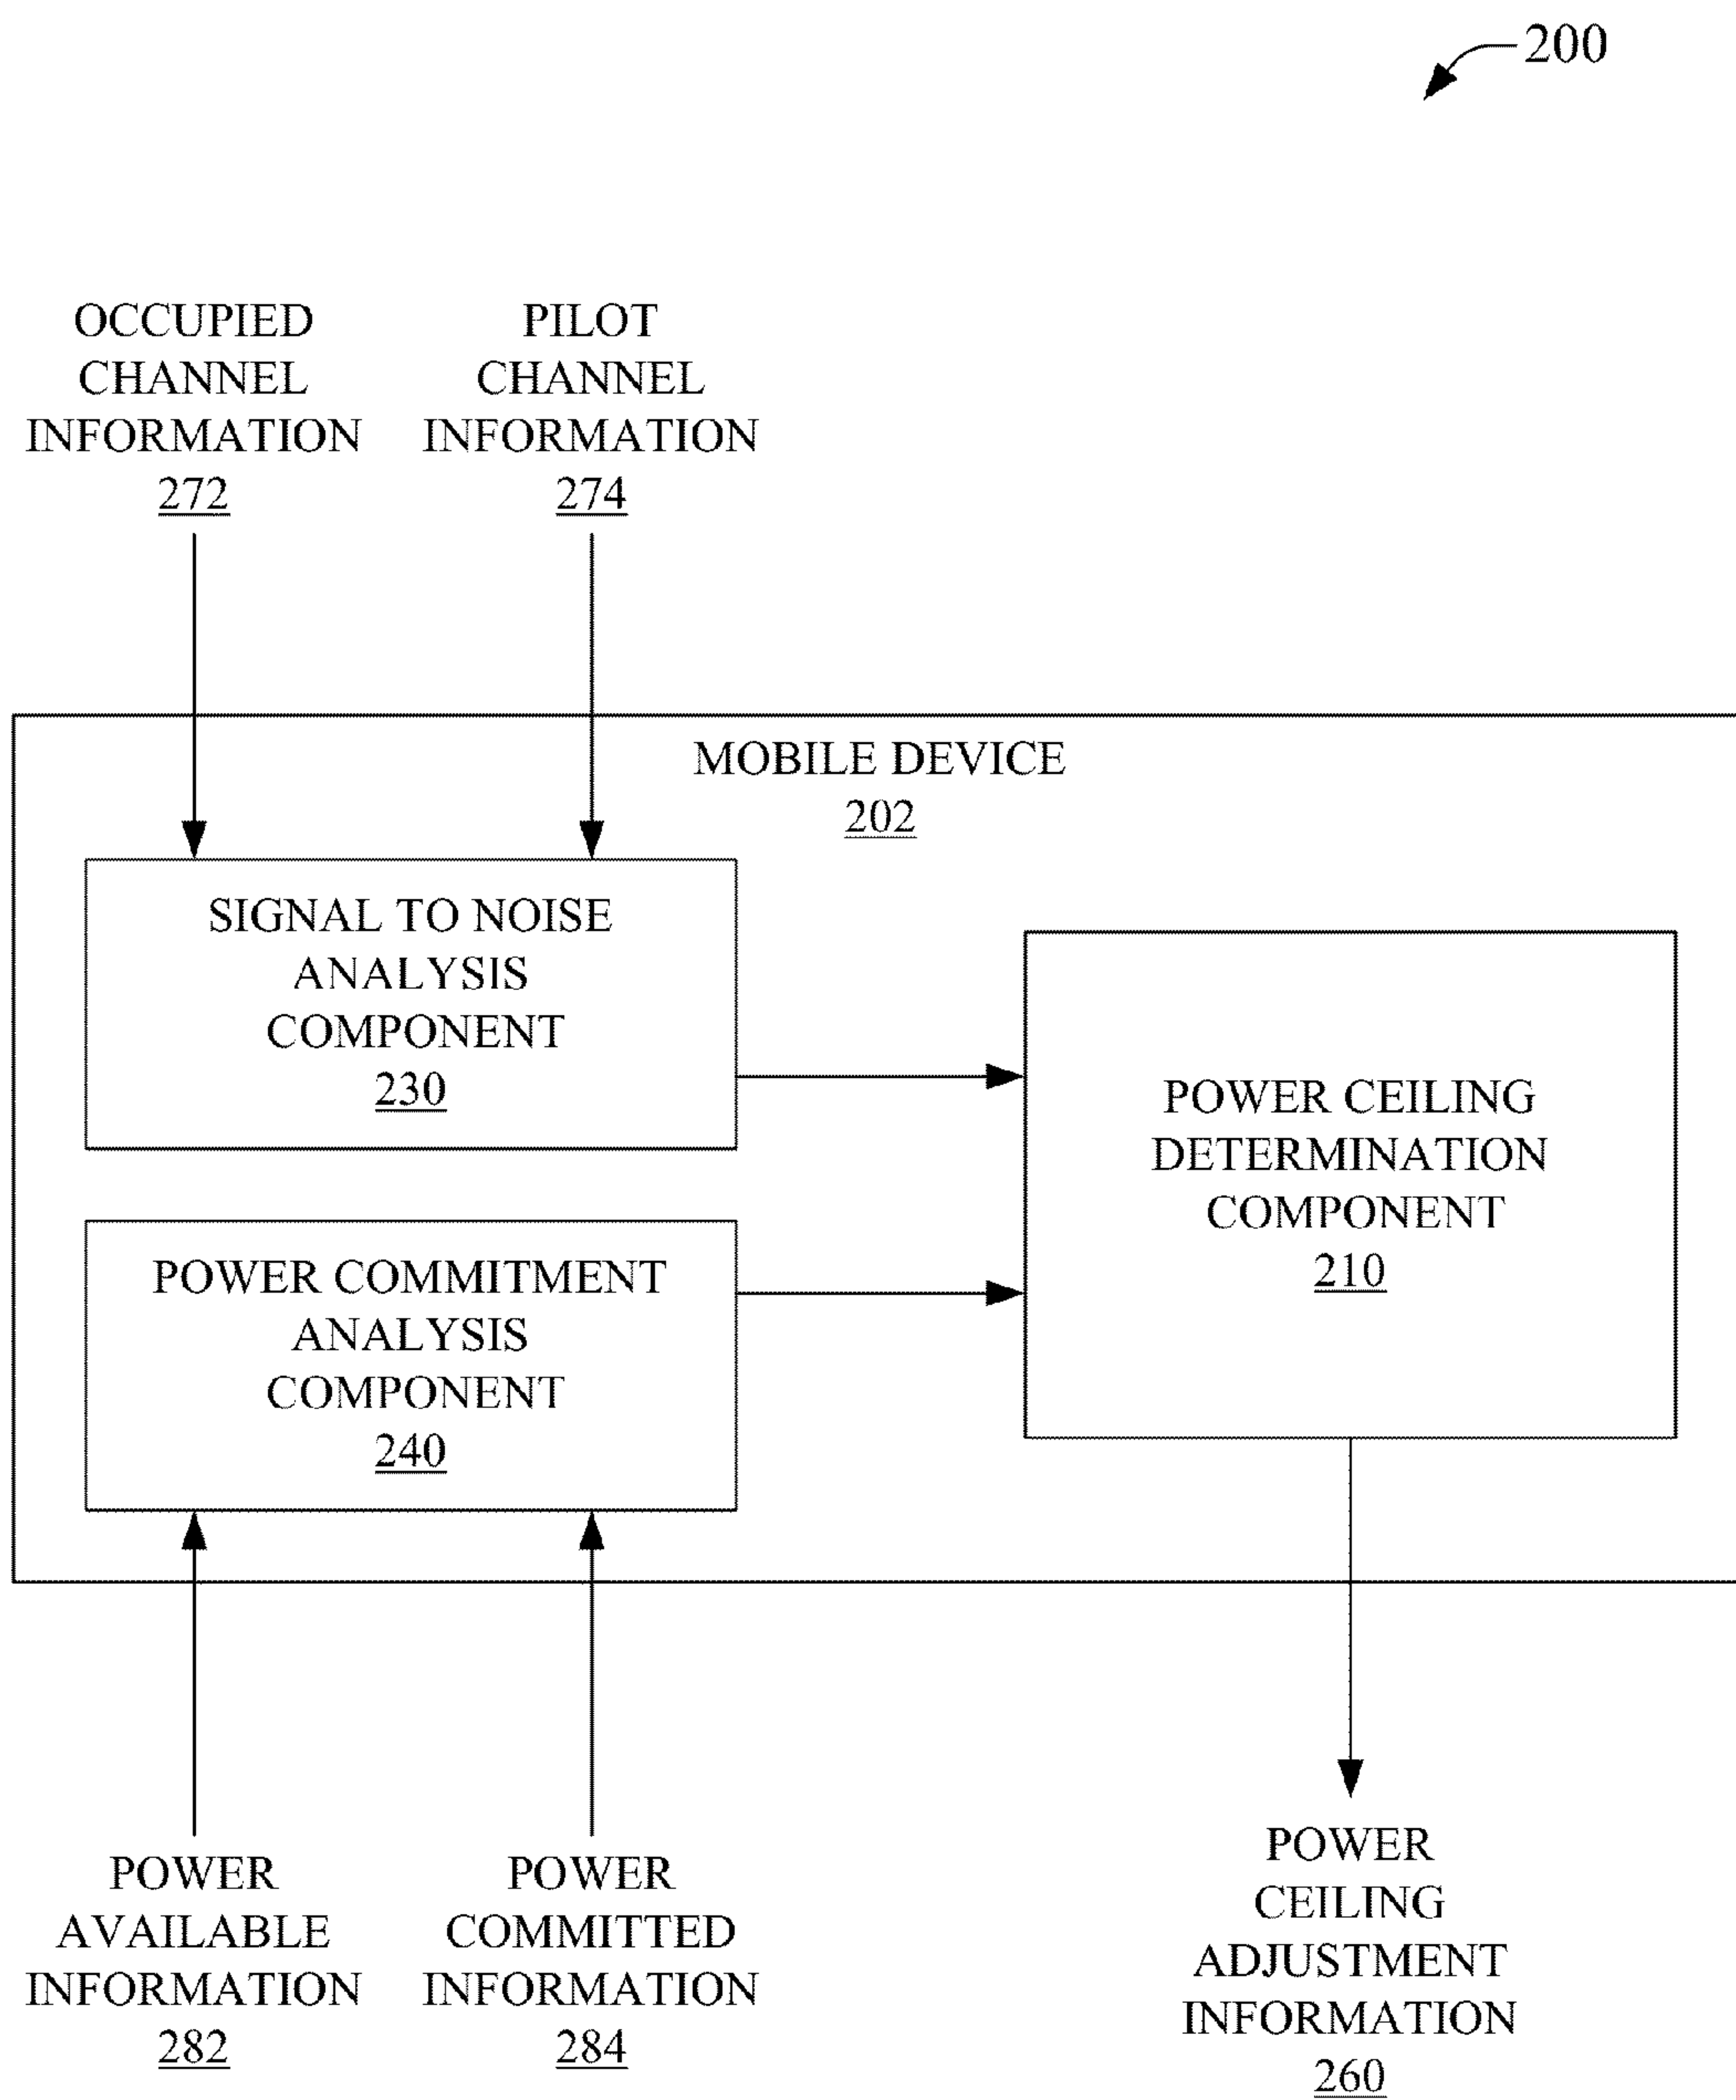 200
OCCUPIED
CHANNEL
INFORMATION
272
PILOT
CHANNEL
INFORMATION
274
MOBILE DEVICE
202
SIGNAL TO NOISE
ANALYSIS
COMPONENT
230
POWER CEILING
DETERMINATION
COMPONENT
210
POWER COMMITMENT
ANALYSIS
COMPONENT
240
POWER
AVAILABLE
INFORMATION
282
POWER
COMMITTED
INFORMATION
284
POWER
CEILING
ADJUSTMENT
INFORMATION
260